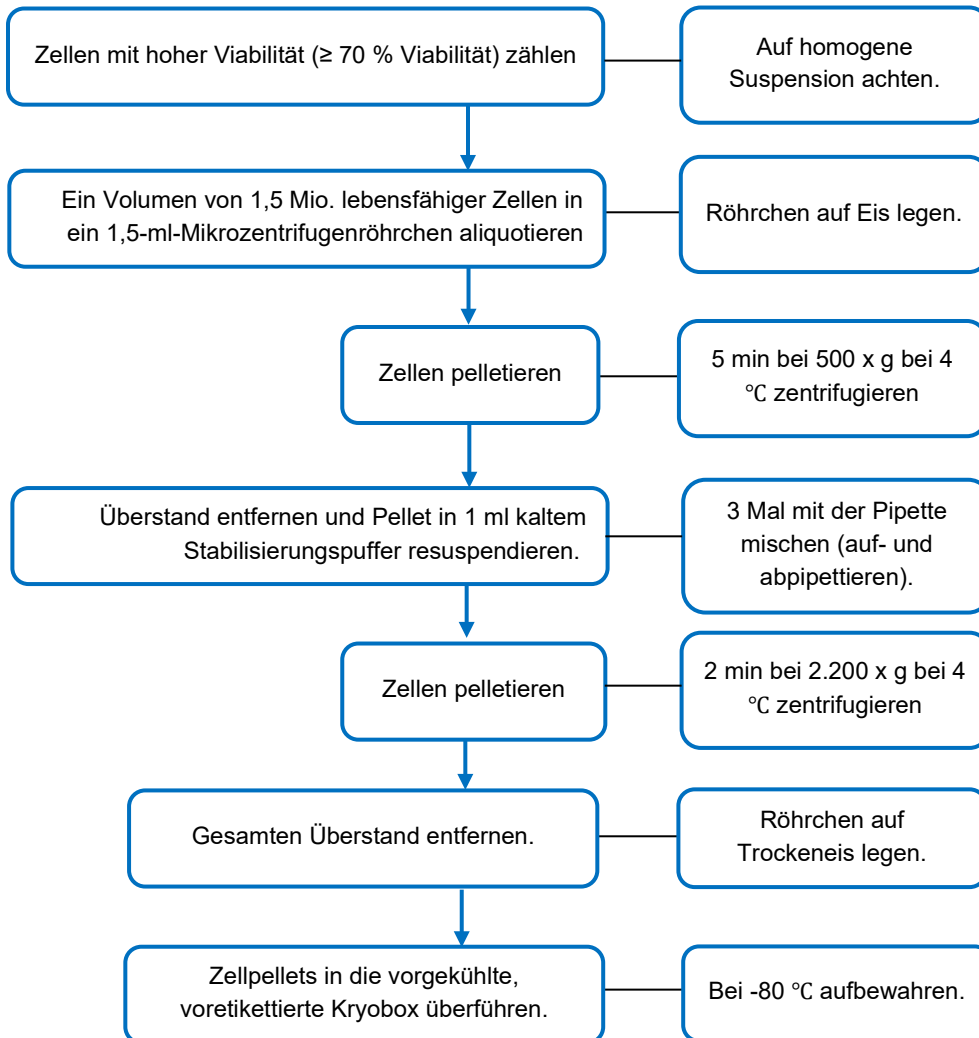 Zellen mit hoher Viabilität (≥ 70 % Viabilität) zählen
Auf homogene
Suspension achten.
Ein Volumen von 1,5 Mio. lebensfähiger Zellen in
ein 1,5-ml-Mikrozentrifugenröhrchen aliquotieren
Röhrchen auf Eis legen.
Zellen pelletieren
5 min bei 500 x g bei 4
°C zentrifugieren
Überstand entfernen und Pellet in 1 ml kaltem
Stabilisierungspuffer resuspendieren.
3 Mal mit der Pipette
mischen (auf- und
abpipettieren).
Zellen pelletieren
2 min bei 2.200 x g bei 4
°C zentrifugieren
Gesamten Überstand entfernen.
Röhrchen auf
Trockeneis legen.
Zellpellets in die vorgekühlte,
voretikettierte Kryobox überführen.
Bei -80 °C aufbewahren.